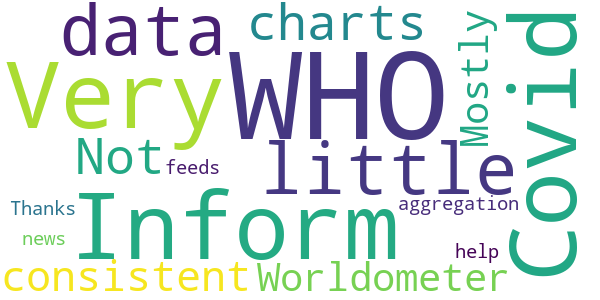 data charts
Very WHO Mostly Covid
Not feeds little
Thanks Inform aggregation
news help
consistent Worldometer